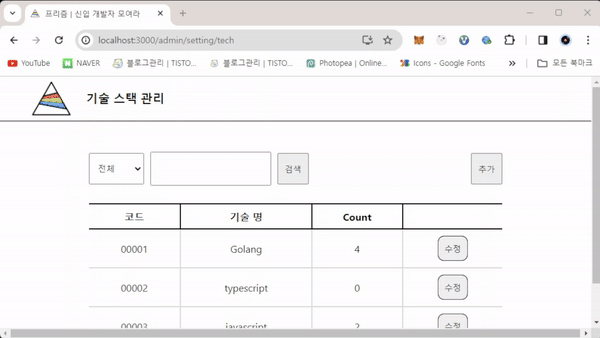 프리즘 | 신입 개발자 모여라
localhost:3000/admin/setting/tech
YouTube NAVER 블로그관리 | TISTO... 블로그관리 | TISTO... Photopea | Online... Icons - Google Fonts » 모든 북마크
기술 스택 관리
전체 검색 추가
코드 기술 명 Count
00001 Golang 4 수정
00002 typescript 0 수정
00003 javascript 2 수정